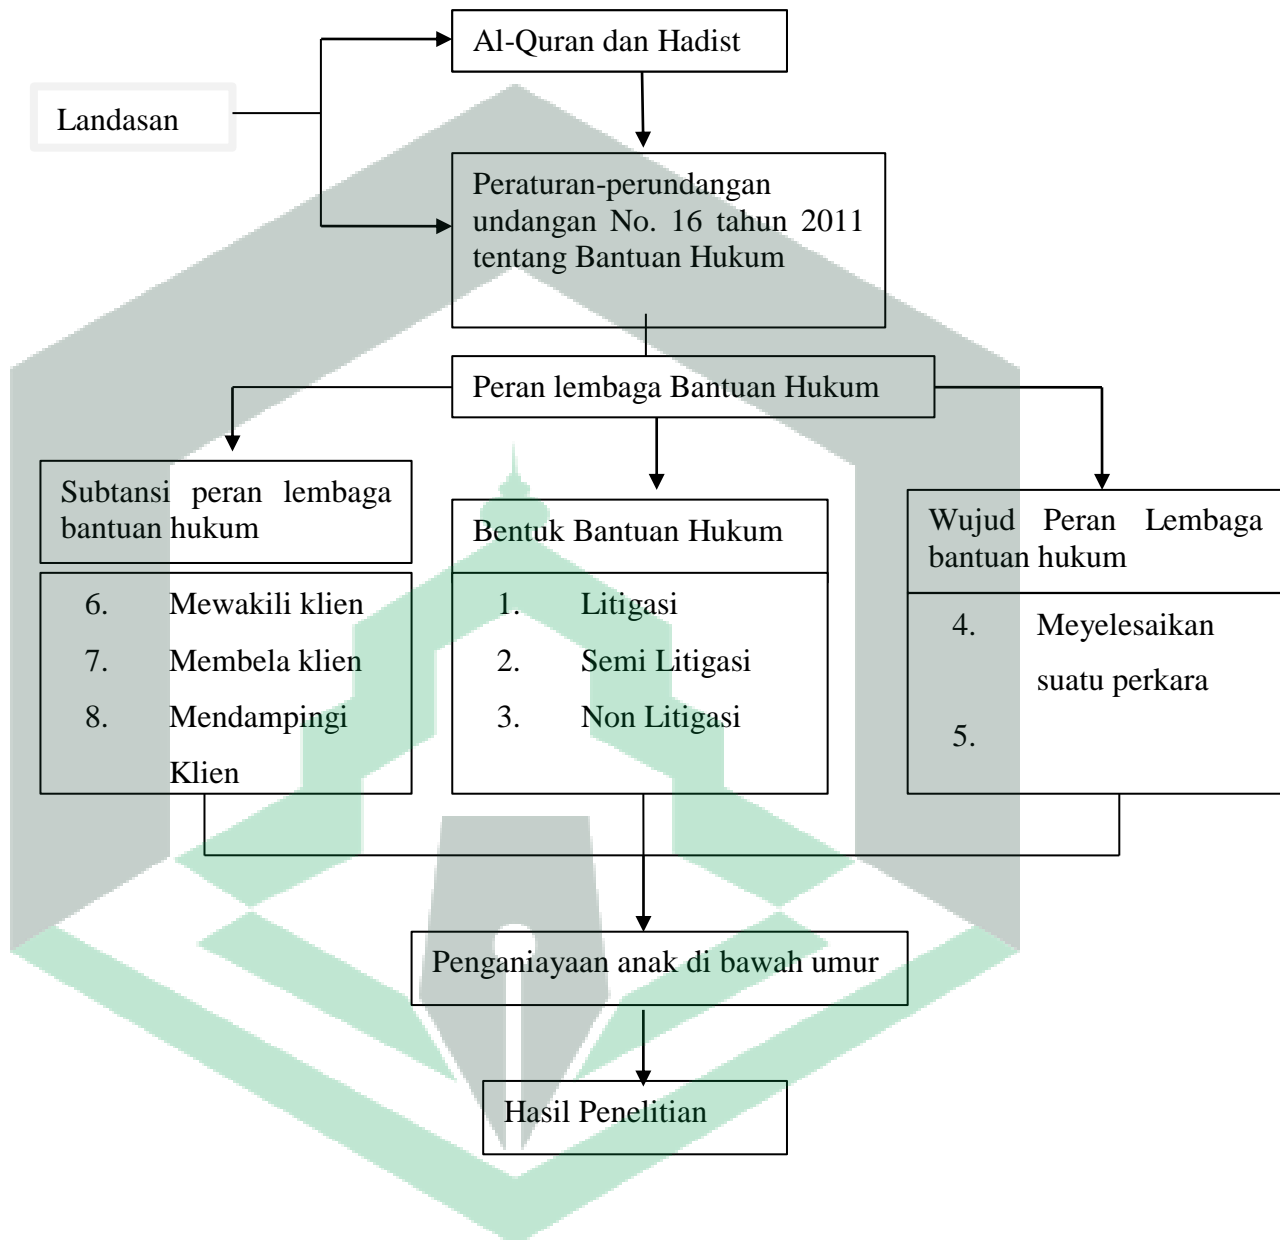 Al-Quran dan Hadist
Landasan
Peraturan-perundangan
undangan No. 16 tahun 2011
tentang Bantuan Hukum
Peran lembaga Bantuan Hukum
Subtansi peran lembaga
bantuan hukum
6. Mewakili klien
7. Membela klien
8. Mendampingi
Klien
Bentuk Bantuan Hukum
1. Litigasi
2. Semi Litigasi
3. Non Litigasi
Wujud Peran Lembaga
bantuan hukum
4. Meyelesaikan
suatu perkara
5.
Penganiayaan anak di bawah umur
Hasil Penelitian